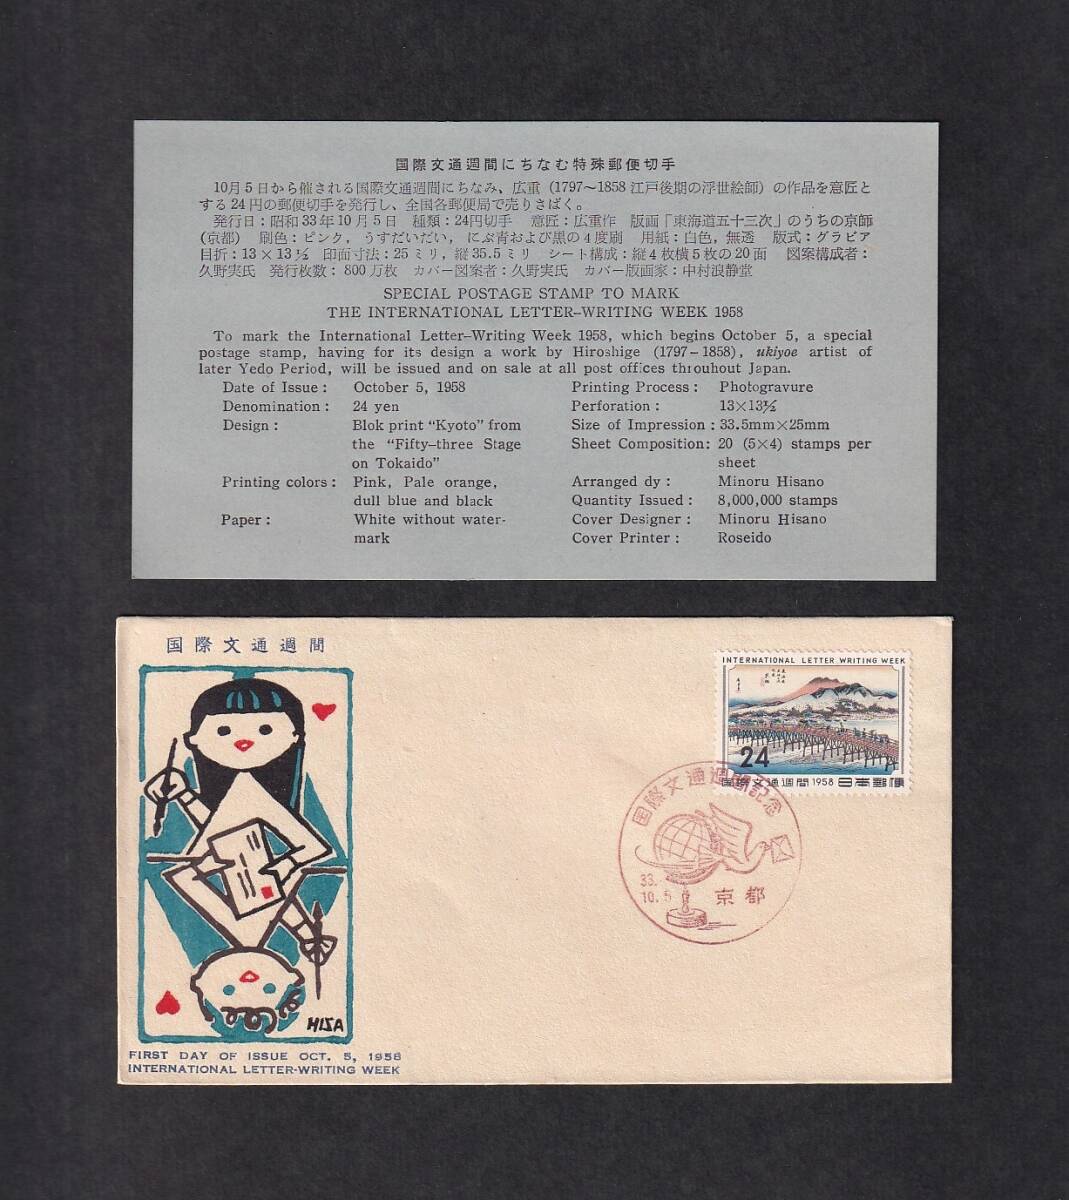 国際文通週間にちなむ特殊郵便切手
10月5日から催される国際文通週間にちなみ、広重（1797〜1858 江戸後期の浮世絵師）の作品を意匠と
する24円の郵便切手を発行し、全国各郵便局で売りさばく。
発行日：昭和33年10月5日　種類：24円切手　意匠：広重作　版画「東海道五十三次」のうちの京師
(京都)　刷色：ピンク，うすだいだい，にぶ青および黒の4度刷　用紙：白色，無透　版式：グラビア
目折：13×13½　印面寸法：25ミリ，縦35.5ミリ　シート構成：縦4枚横5枚の20面　図案構成者：
久野実氏　発行枚数：800万枚　カバー図案者：久野実氏　カバー版画家：中村浪静堂
SPECIAL POSTAGE STAMP TO MARK
THE INTERNATIONAL LETTER–WRITING WEEK 1958
To mark the International Letter–Writing Week 1958, which begins October 5, a special
postage stamp, having for its design a work by Hiroshige (1797–1858), ukiyoe artist of
later Yedo Period, will be issued and on sale at all post offices throuhout Japan.
Date of Issue : October 5, 1958
Denomination : 24 yen
Design : Blok print "Kyoto" from
the "Fifty–three Stage
on Tokaido"
Printing colors : Pink, Pale orange,
dull blue and black
Paper : White without water-
mark
Printing Process : Photogravure
Perforation : 13×13½
Size of Impression : 33.5mm×25mm
Sheet Composition: 20 (5×4) stamps per
sheet
Arranged dy : Minoru Hisano
Quantity Issued : 8,000,000 stamps
Cover Designer : Minoru Hisano
Cover Printer : Roseido
国際文通週間
HISA
FIRST DAY OF ISSUE OCT. 5, 1958
INTERNATIONAL LETTER-WRITING WEEK
INTERNATIONAL LETTER WRITING WEEK
24
国際文通週間 1958 日本郵便
国際文通週間記念
33.
10.5
京都